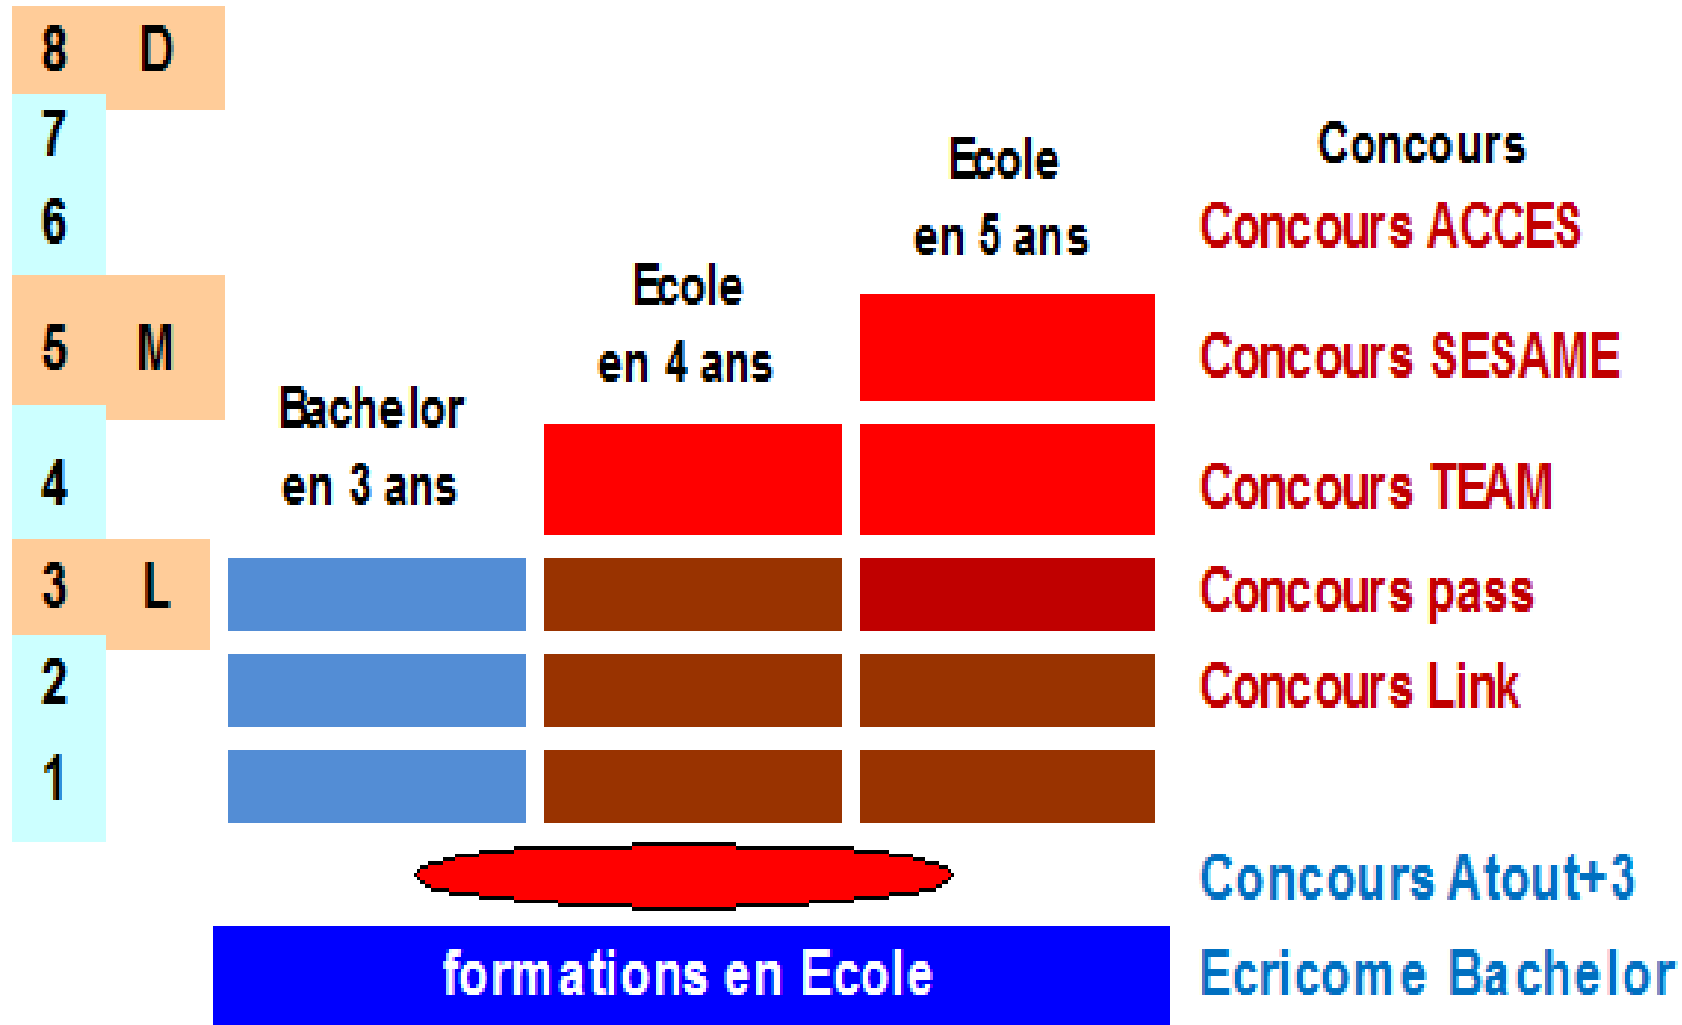 8 D
7
6
5 M
4
3 L
2
1
Bachelor
en 3 ans
Ecole
en 4 ans
Ecole
en 5 ans
Concours
Concours ACCES
Concours SESAME
Concours TEAM
Concours pass
Concours Link
Concours Atout+3
Ecricome Bachelor
formations en Ecole